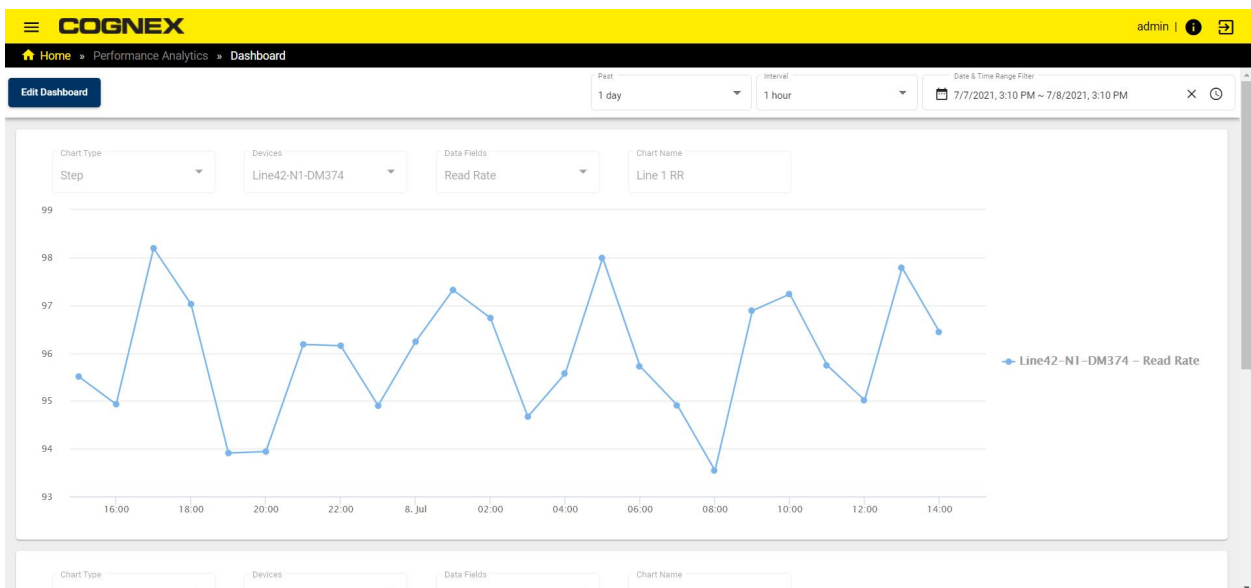 COGNEX
admin |
Home » Performance Analytics » Dashboard
Edit Dashboard
Past
1 day
Interval
1 hour
Date & Time Range Filter
7/7/2021, 3:10 PM ~ 7/8/2021, 3:10 PM
Chart Type
Step
Devices
Line42-N1-DM374
Data Fields
Read Rate
Chart Name
Line 1 RR
99
98
97
96
95
94
93
16:00 18:00 20:00 22:00 8. Jul 02:00 04:00 06:00 08:00 10:00 12:00 14:00
Line42-N1-DM374 - Read Rate
Chart Type
Devices
Data Fields
Chart Name